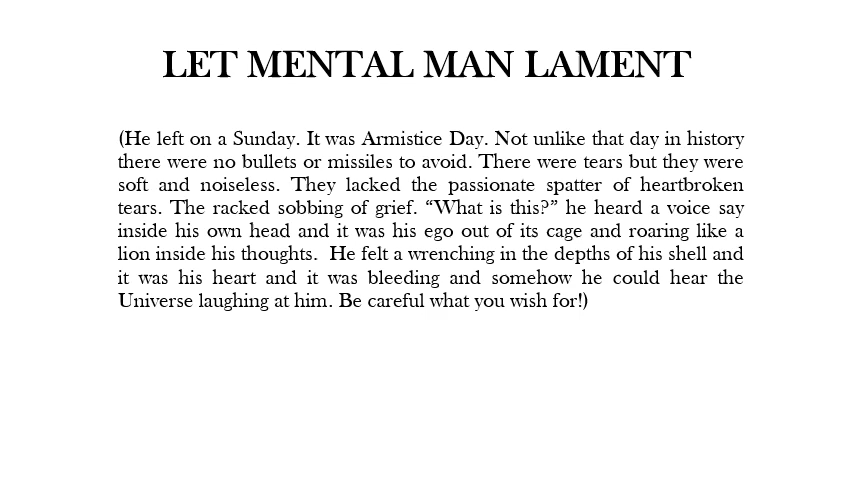 LET MENTAL MAN LAMENT
(He left on a Sunday. It was Armistice Day. Not unlike that day in history
there were no bullets or missiles to avoid. There were tears but they were
soft and noiseless. They lacked the passionate spatter of heartbroken
tears. The racked sobbing of grief. “What is this?” he heard a voice say
inside his own head and it was his ego out of its cage and roaring like a
lion inside his thoughts.  He felt a wrenching in the depths of his shell and
it was his heart and it was bleeding and somehow he could hear the
Universe laughing at him. Be careful what you wish for!)